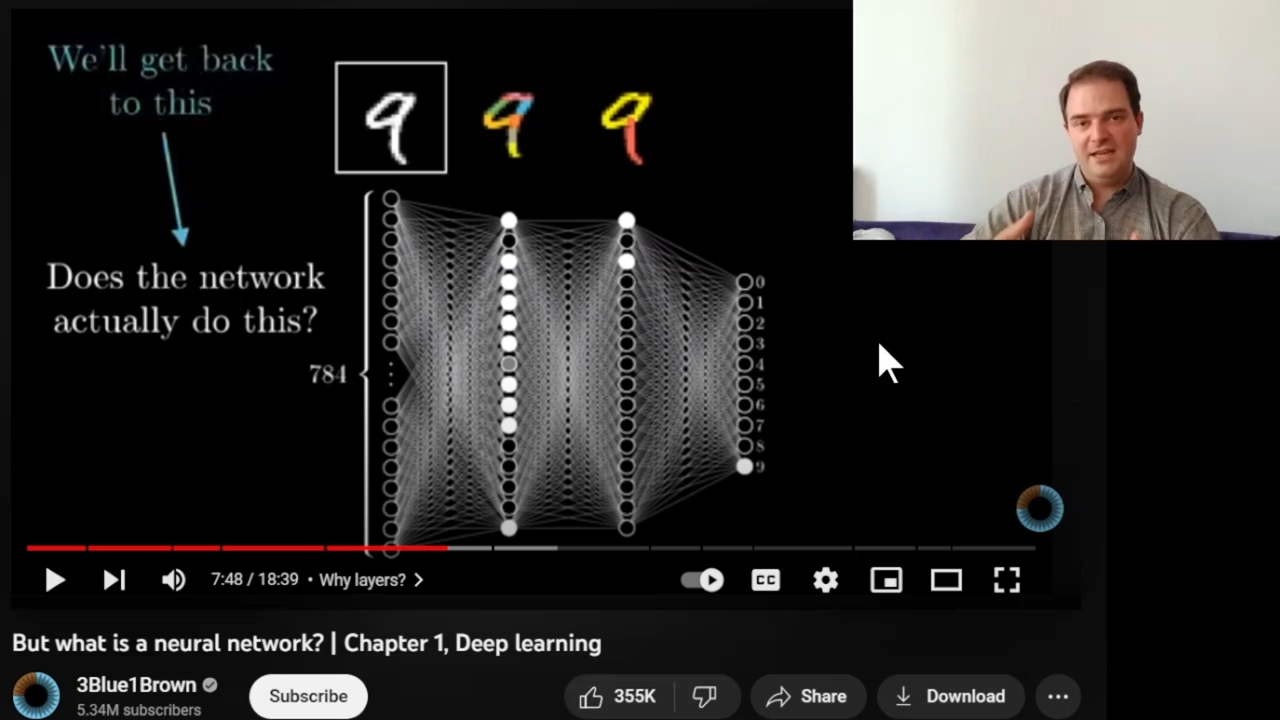 We'll get back
to this
Does the network
actually do this?
784
0
1
2
3
4
5
6
7
8
9
7:48 / 18:39 • Why layers?
CC
But what is a neural network? | Chapter 1, Deep learning
3Blue1Brown
5.34M subscribers
Subscribe
355K
Share
Download